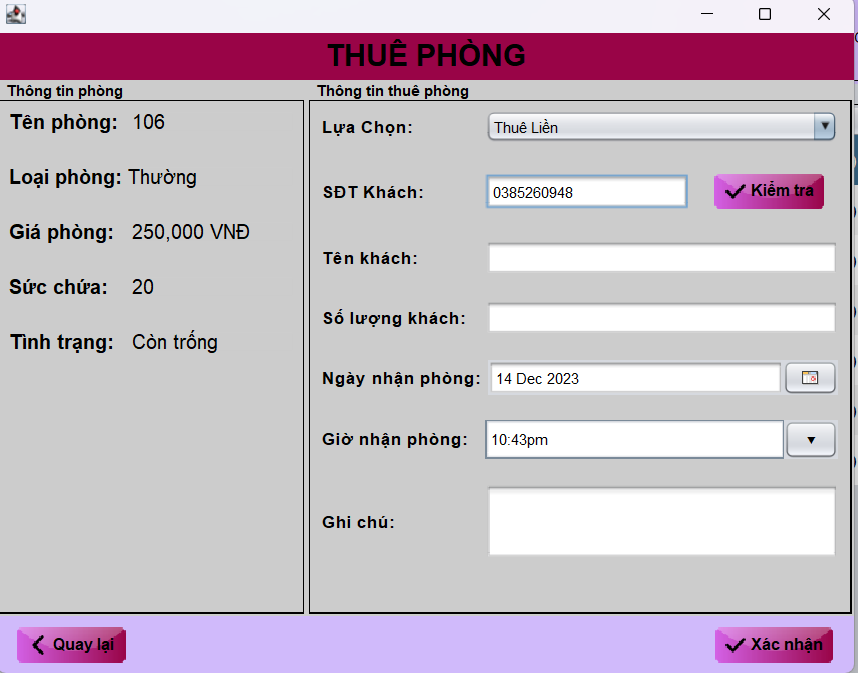 THUÊ PHÒNG
Thông tin phòng
Tên phòng: 106
Loại phòng: Thường
Giá phòng: 250,000 VNĐ
Sức chứa: 20
Tình trạng: Còn trống
Thông tin thuê phòng
Lựa Chọn: Thuê Liền
SĐT Khách: 0385260948 Kiểm tra
Tên khách:
Số lượng khách:
Ngày nhận phòng: 14 Dec 2023
Giờ nhận phòng: 10:43pm
Ghi chú:
Quay lại
Xác nhận